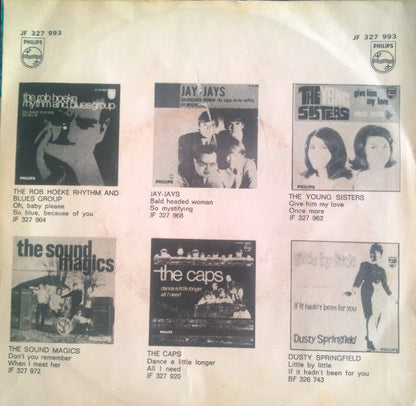 JF 327 993
PHILIPS
JF 327 993
PHILIPS
the rob hoeke
rhythm and blues group
THE ROB HOEKE RHYTHM AND
BLUES GROUP
Oh, baby please
So blue, because of you
JF 327 964
JAY-JAYS
PHILIPS
JAY-JAYS
Bald headed woman
So mystifying
JF 327 968
THE YOUNG
SISTERS
give him
my love
once more
PHILIPS
THE YOUNG SISTERS
Give him my love
Once more
JF 327 962
the sound
magics
THE SOUND MAGICS
Don't you remember
When I meet her
JF 327 972
the caps
dance a little longer
all I need
PHILIPS
THE CAPS
Dance a little longer
All I need
JF 327 920
little by little
if it hadn't been for you
Dusty Springfield
PHILIPS
DUSTY SPRINGFIELD
Little by little
If it hadn't been for you
BF 326 743